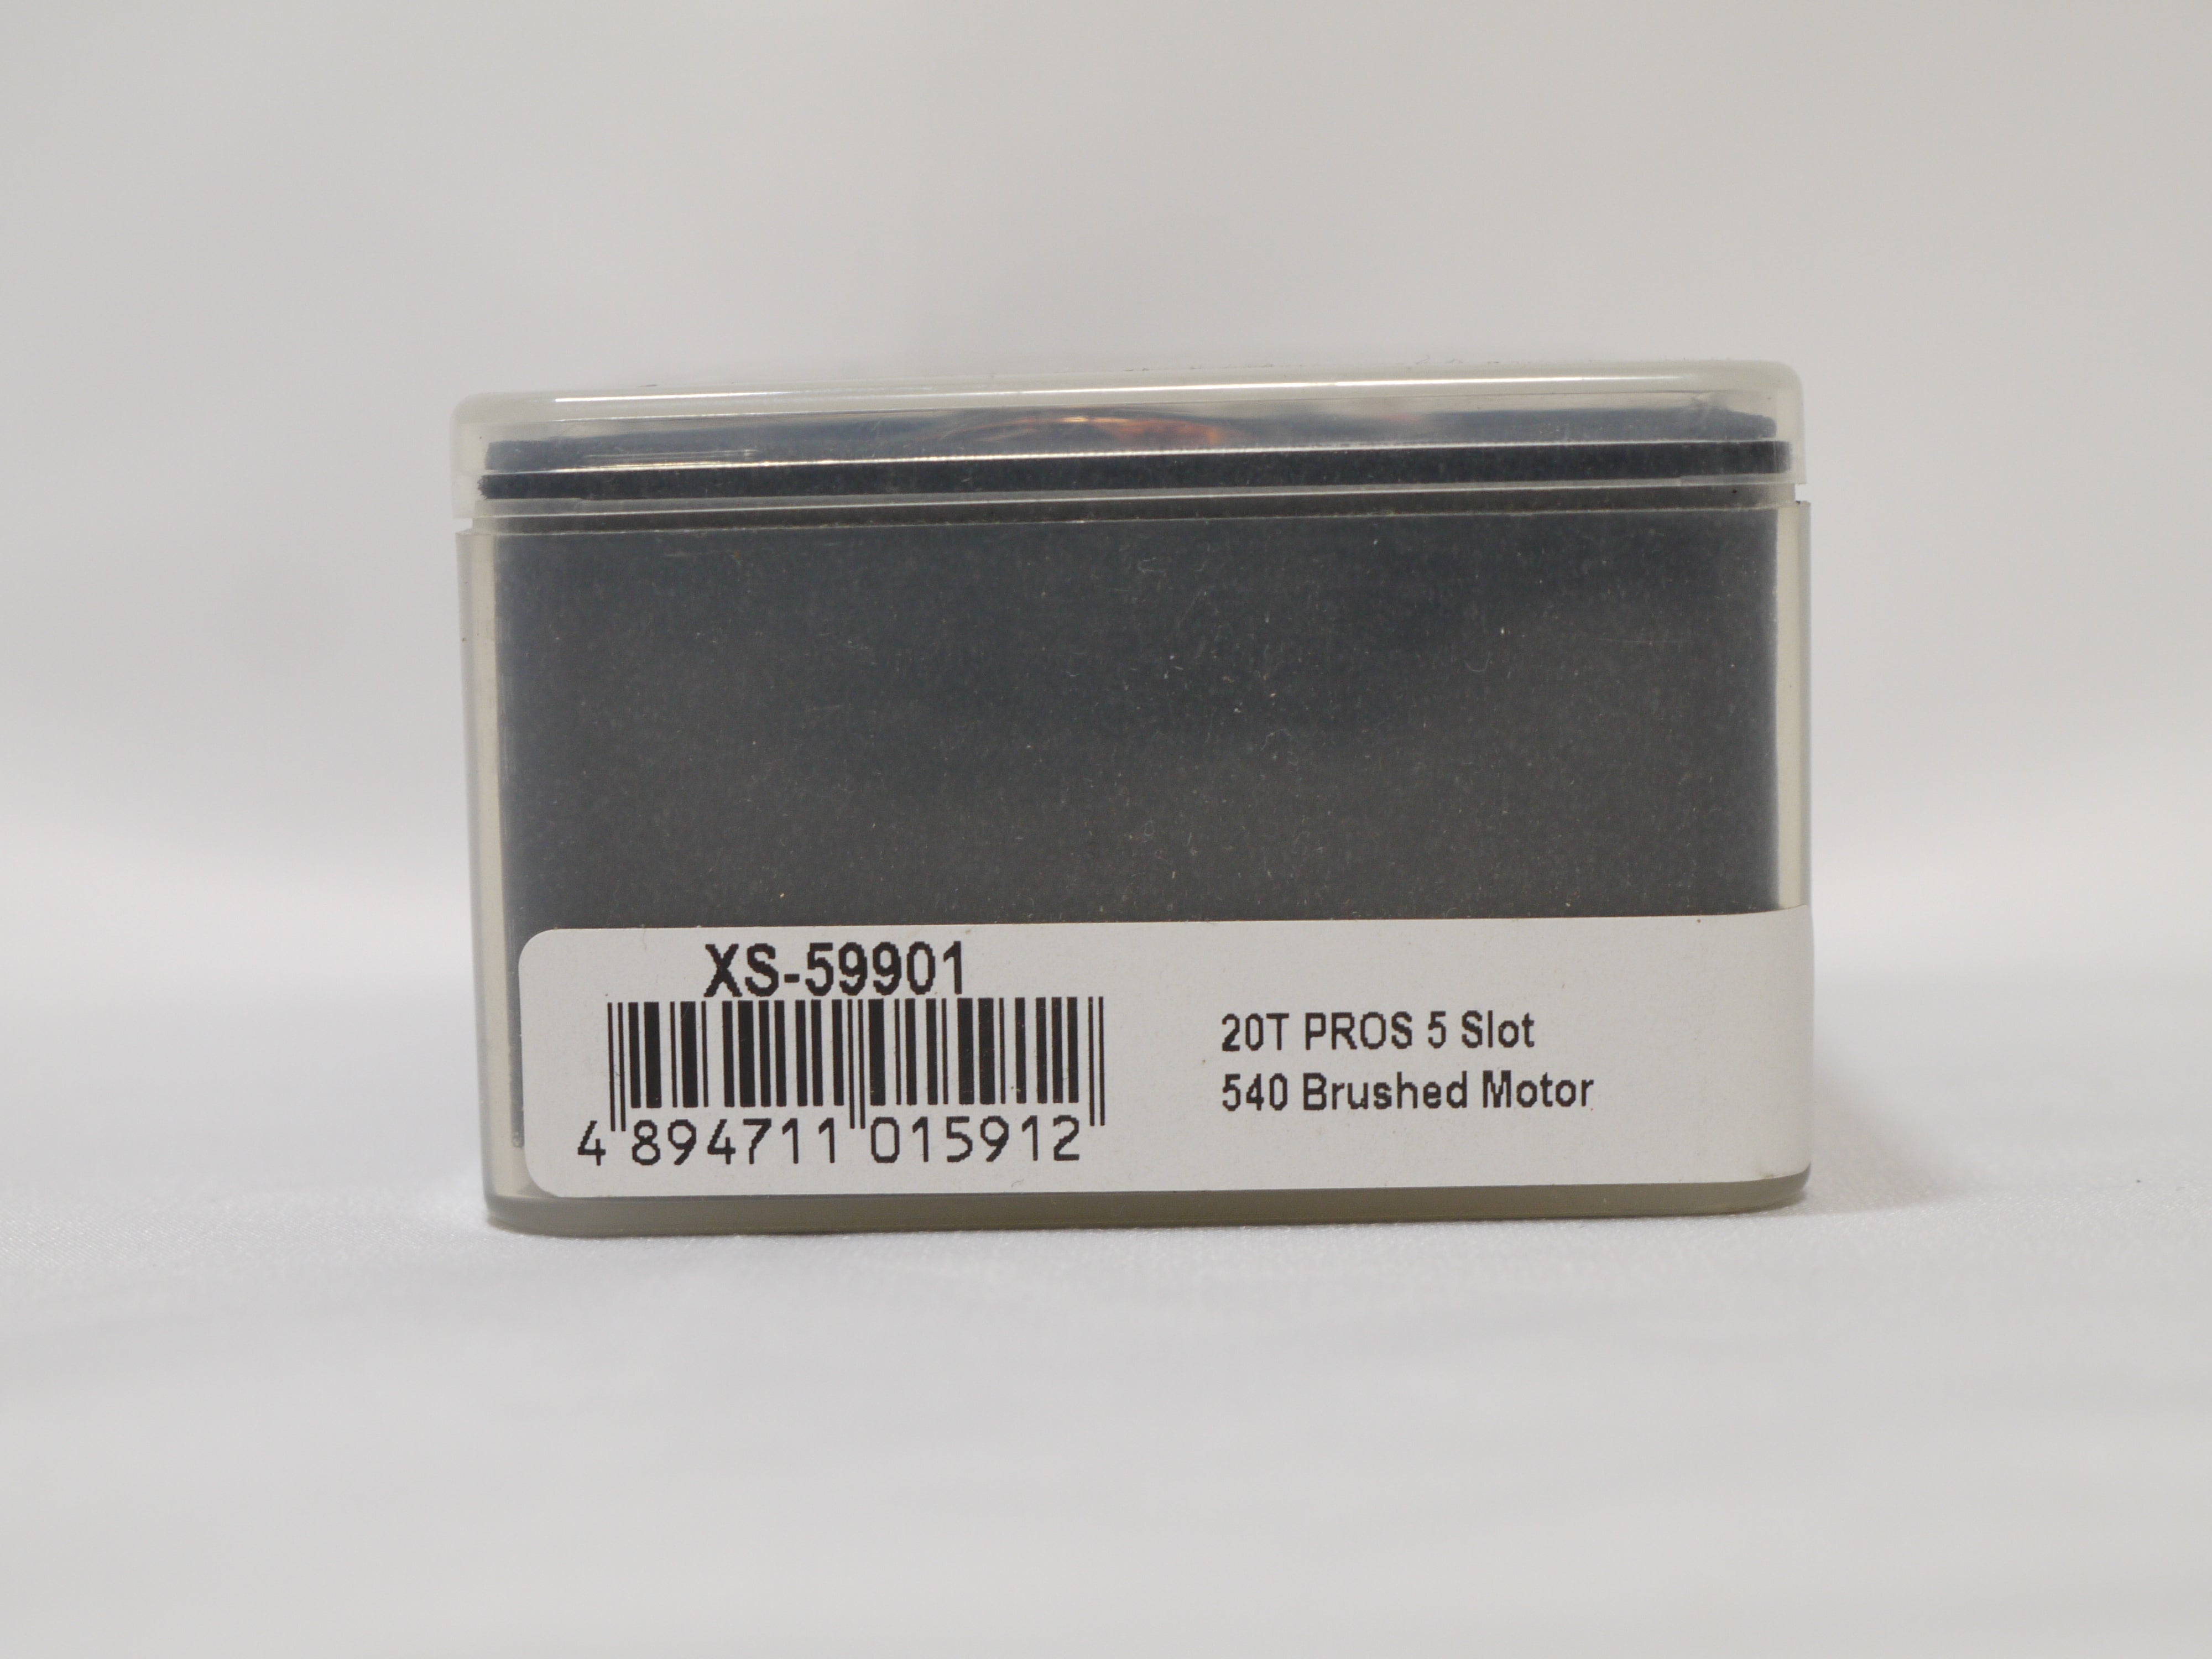 XS-59901
4 894711 015912
20T PROS 5 Slot
540 Brushed Motor